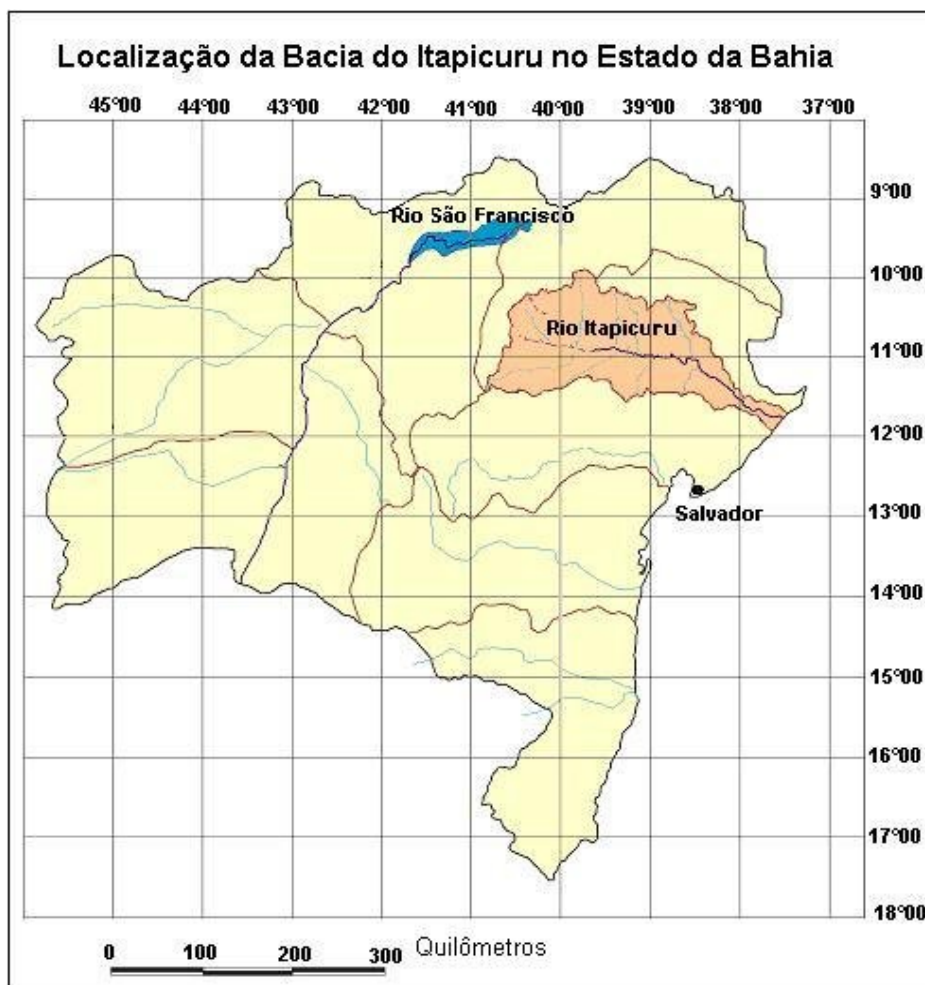 Localização da Bacia do Itapicuru no Estado da Bahia
45°00 44°00 43°00 42°00 41°00 40°00 39°00 38°00 37°00
9°00
Rio São Francisco
10°00
Rio Itapicuru
11°00
12°00
Salvador
13°00
14°00
15°00
16°00
17°00
18°00
0 100 200 300 Quilômetros